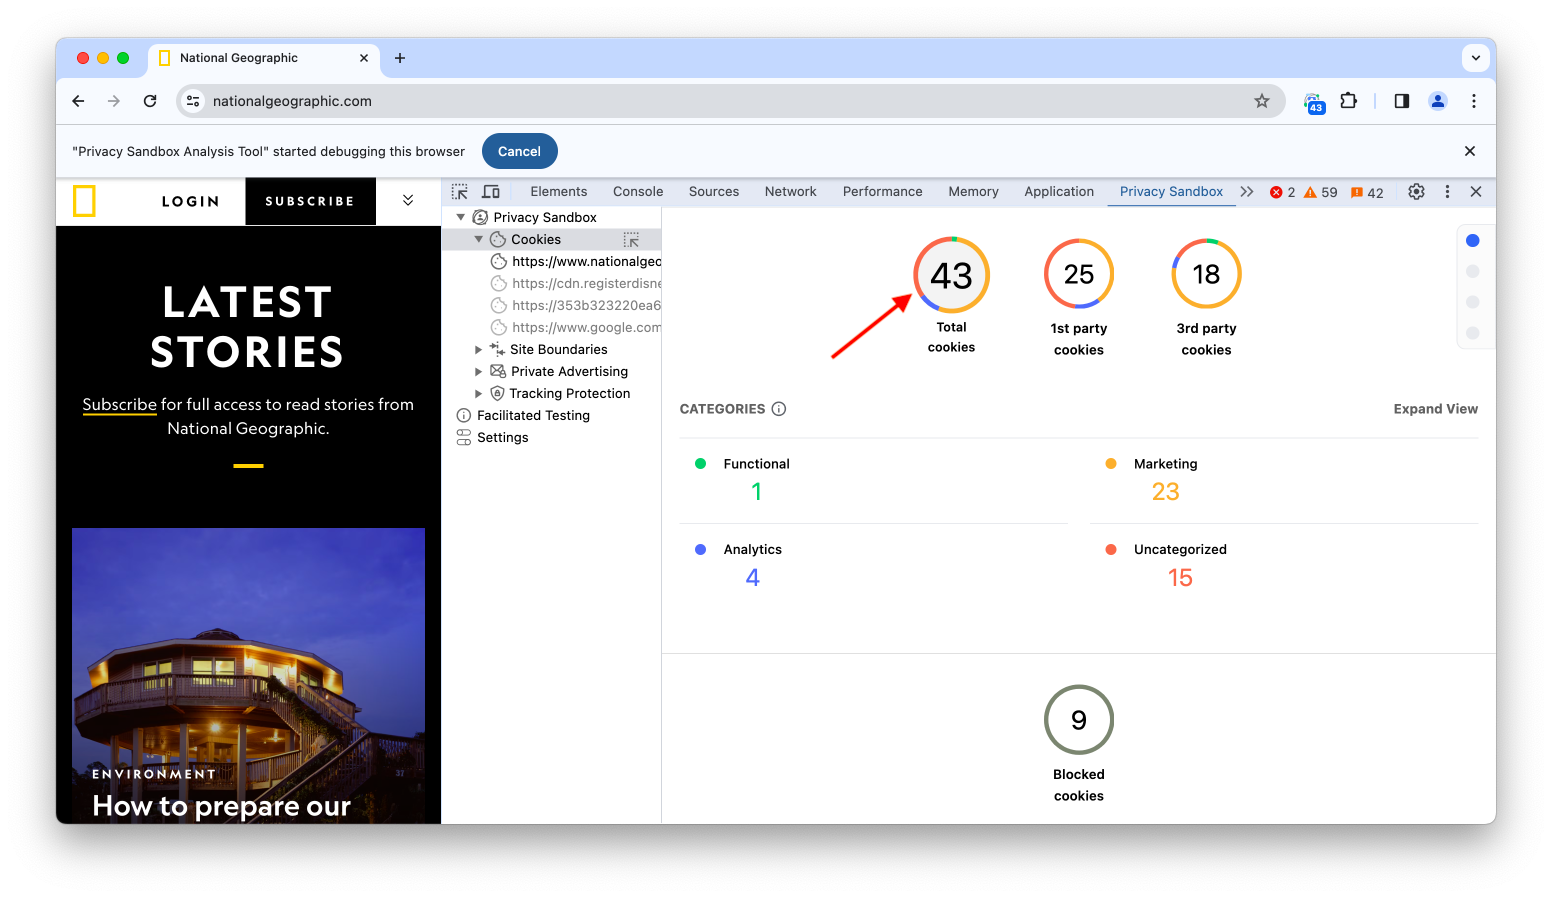 National Geographic
nationalgeographic.com
43
"Privacy Sandbox Analysis Tool" started debugging this browser
Cancel
LOGIN
SUBSCRIBE
Elements
Console
Sources
Network
Performance
Memory
Application
Privacy Sandbox
2
59
42
LATEST
STORIES
Subscribe for full access to read stories from
National Geographic.
ENVIRONMENT
How to prepare our
Privacy Sandbox
Cookies
https://www.nationalgeo
https://cdn.registerdisne
https://353b323220ea6
https://www.google.com
Site Boundaries
Private Advertising
Tracking Protection
Facilitated Testing
Settings
43
Total
cookies
25
1st party
cookies
18
3rd party
cookies
CATEGORIES
Expand View
Functional
1
Marketing
23
Analytics
4
Uncategorized
15
9
Blocked
cookies